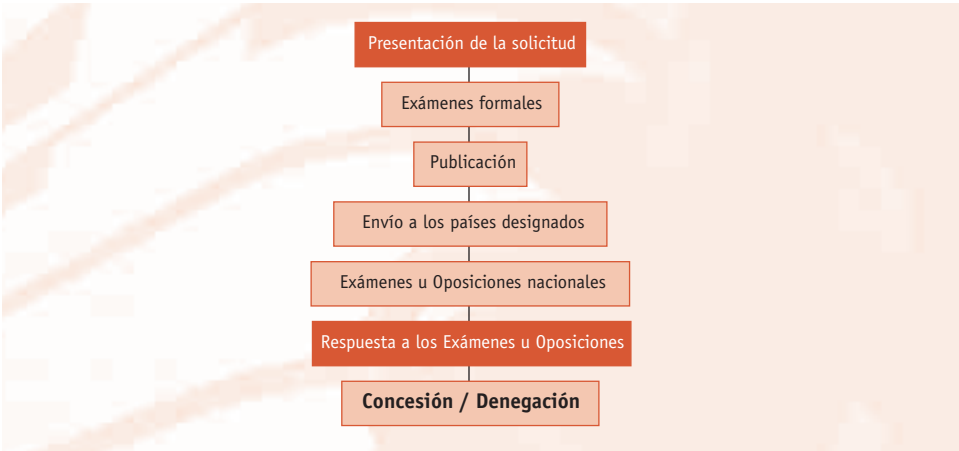 Presentación de la solicitud
Exámenes formales
Publicación
Envío a los países designados
Exámenes u Oposiciones nacionales
Respuesta a los Exámenes u Oposiciones
Concesión / Denegación